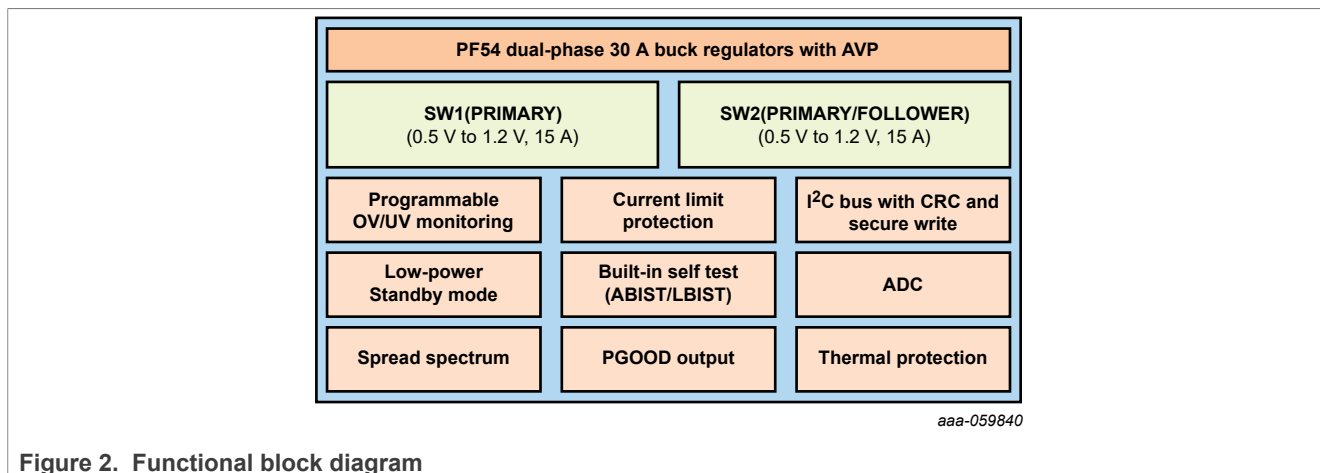 PF54 dual-phase 30 A buck regulators with AVP
SW1(PRIMARY)
(0.5 V to 1.2 V, 15 A)
SW2(PRIMARY/FOLLOWER)
(0.5 V to 1.2 V, 15 A)
Programmable
OV/UV monitoring
Current limit
protection
I2C bus with CRC and
secure write
Low-power
Standby mode
Built-in self test
(ABIST/LBIST)
ADC
Spread spectrum
PGOOD output
Thermal protection
aaa-059840
Figure 2. Functional block diagram